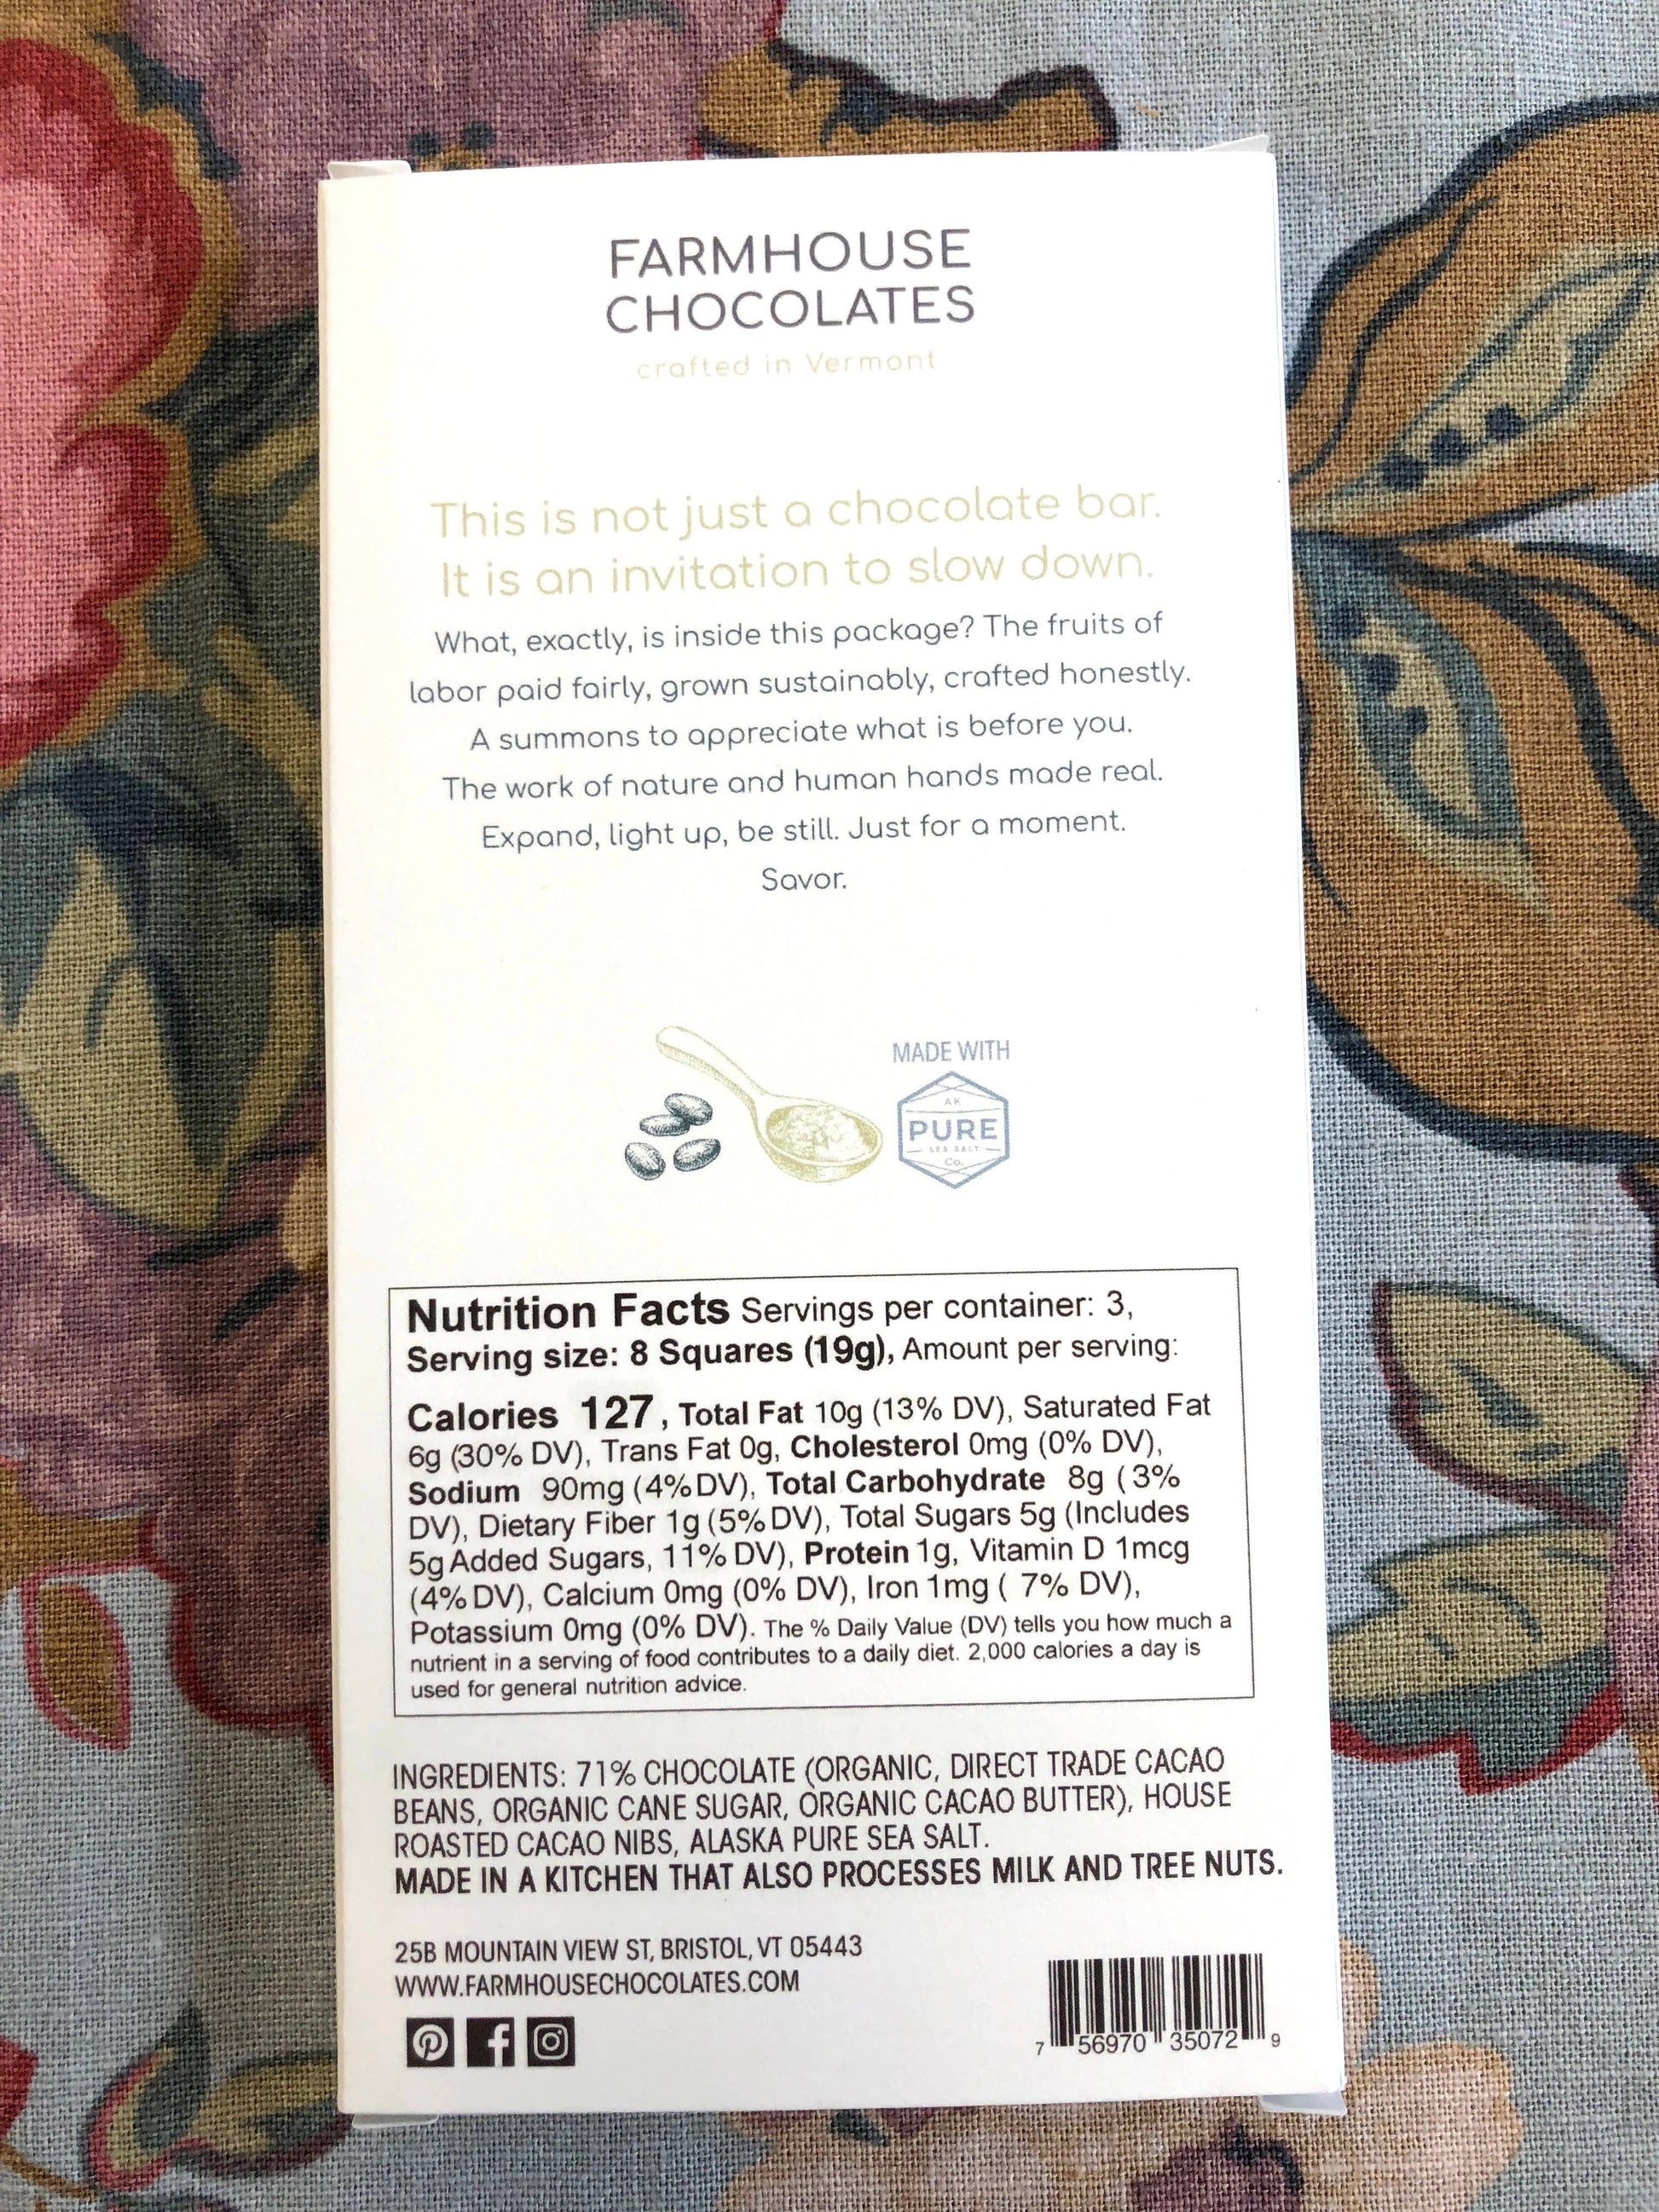 FARMHOUSE
CHOCOLATES
crafted in Vermont
This is not just a chocolate bar.
It is an invitation to slow down.
What, exactly, is inside this package? The fruits of
labor paid fairly, grown sustainably, crafted honestly.
A summons to appreciate what is before you.
The work of nature and human hands made real.
Expand, light up, be still. Just for a moment.
Savor.
MADE WITH
AK
PURE
SEA SALT
Co.
Nutrition Facts Servings per container: 3,
Serving size: 8 Squares (19g), Amount per serving:
Calories 127, Total Fat 10g (13% DV), Saturated Fat
6g (30% DV), Trans Fat 0g, Cholesterol 0mg (0% DV),
Sodium 90mg (4% DV), Total Carbohydrate 8g ( 3%
DV), Dietary Fiber 1g (5% DV), Total Sugars 5g (Includes
5g Added Sugars, 11% DV), Protein 1g, Vitamin D 1mcg
(4% DV), Calcium 0mg (0% DV), Iron 1mg ( 7% DV),
Potassium 0mg (0% DV). The % Daily Value (DV) tells you how much a
nutrient in a serving of food contributes to a daily diet. 2,000 calories a day is
used for general nutrition advice.
INGREDIENTS: 71% CHOCOLATE (ORGANIC, DIRECT TRADE CACAO
BEANS, ORGANIC CANE SUGAR, ORGANIC CACAO BUTTER), HOUSE
ROASTED CACAO NIBS, ALASKA PURE SEA SALT.
MADE IN A KITCHEN THAT ALSO PROCESSES MILK AND TREE NUTS.
25B MOUNTAIN VIEW ST, BRISTOL, VT 05443
WWW.FARMHOUSECHOCOLATES.COM
7 56970 35072 9